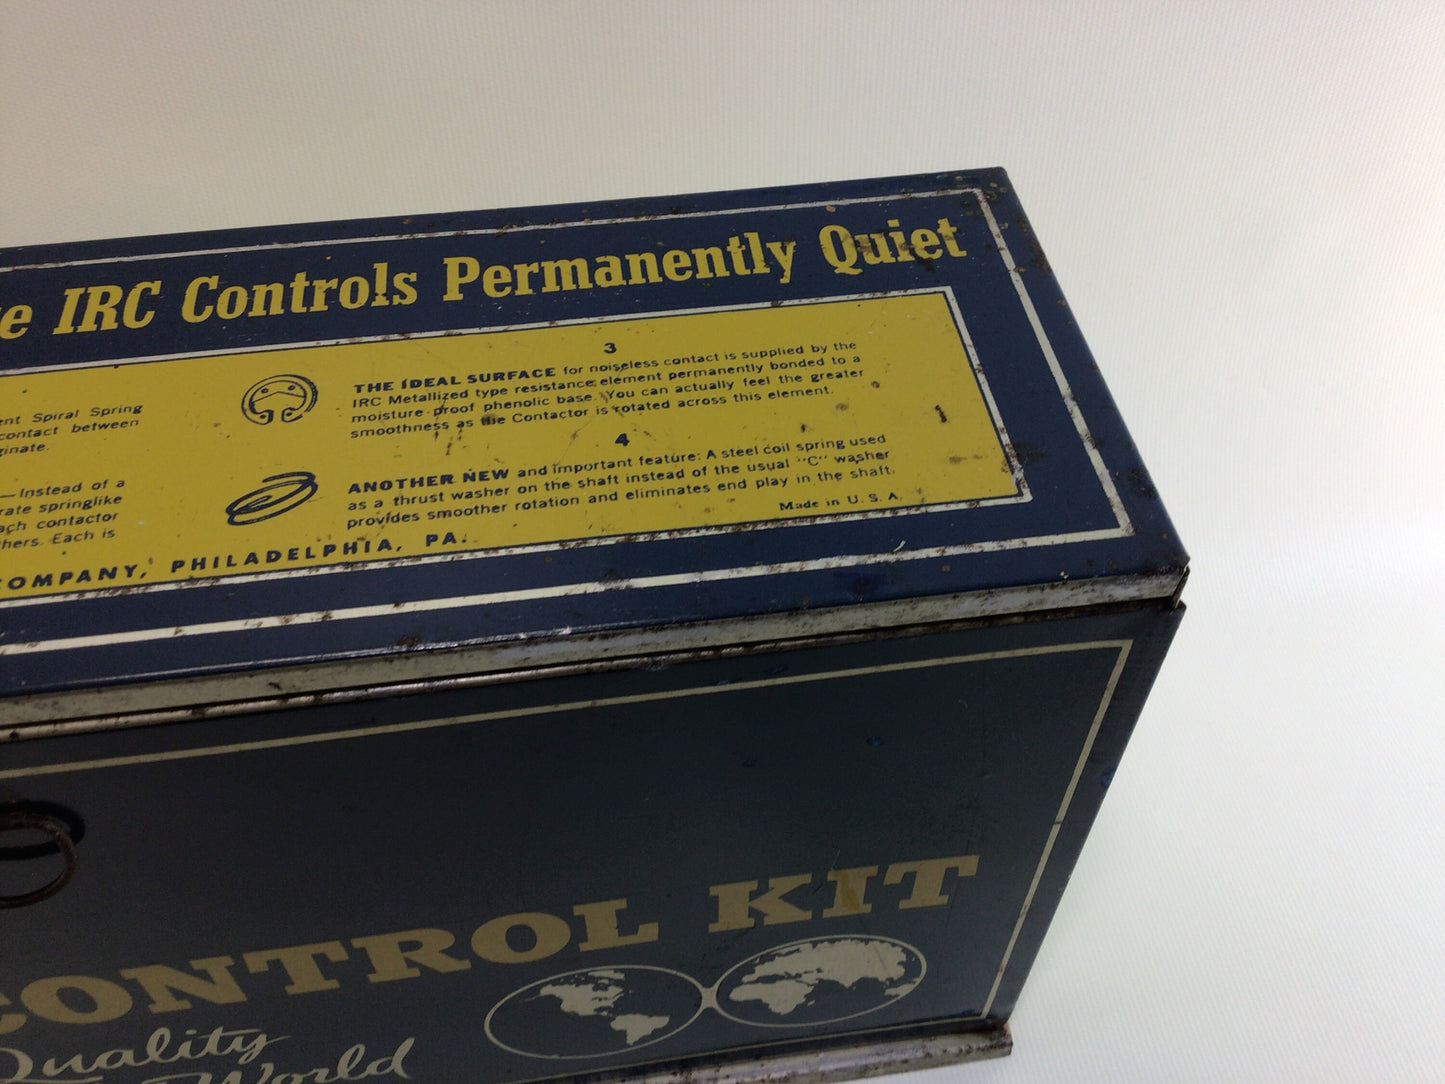 e IRC Controls Permanently Quiet
ent Spiral Spring
contact between
ginate.
—Instead of a
rate springlike
ach contactor
hers. Each is
3
THE IDEAL SURFACE for noiseless contact is supplied by the
IRC Metallized type resistance element permanently bonded to a
moisture-proof phenolic base. You can actually feel the greater
smoothness as the Contactor is rotated across this element.
4
ANOTHER NEW and important feature: A steel coil spring used
as a thrust washer on the shaft instead of the usual "C" washer
provides smoother rotation and eliminates end play in the shaft.
Made in U. S. A.
OMPANY, PHILADELPHIA, PA.
CONTROL KIT
Quality
World